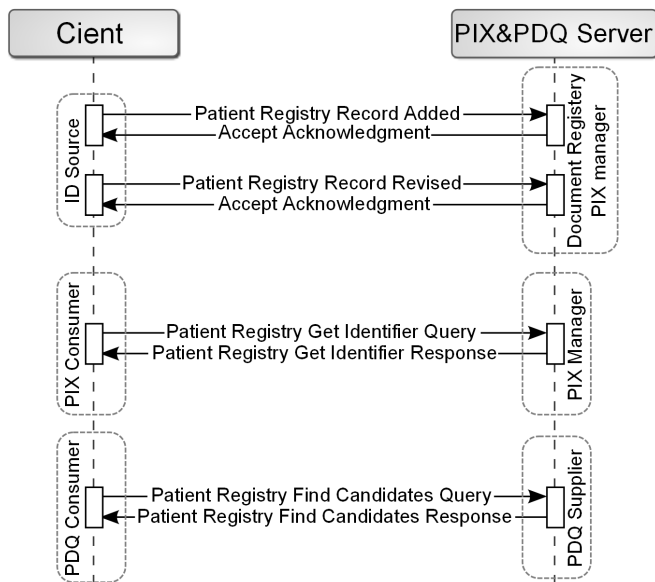 Cient
PIX&PDQ Server
ID Source
Patient Registry Record Added
Accept Acknowledgment
Patient Registry Record Revised
Accept Acknowledgment
Document Registery
PIX manager
PIX Consumer
Patient Registry Get Identifier Query
Patient Registry Get Identifier Response
PIX Manager
PDQ Consumer
Patient Registry Find Candidates Query
Patient Registry Find Candidates Response
PDQ Supplier